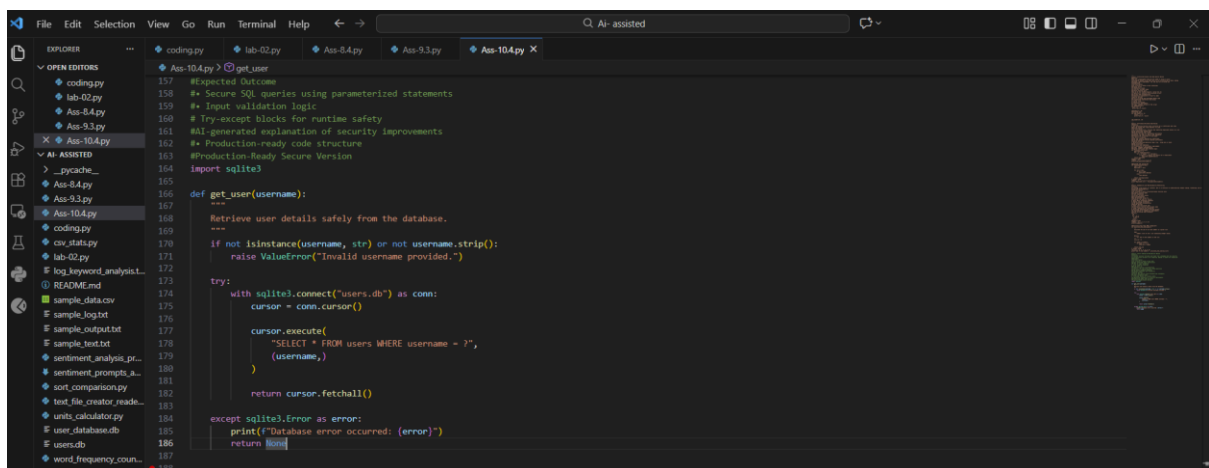 File Edit Selection View Go Run Terminal Help
Ai- assisted
EXPLORER
OPEN EDITORS
coding.py
lab-02.py
Ass-8.4.py
Ass-9.3.py
Ass-10.4.py
AI- ASSISTED
__pycache__
Ass-8.4.py
Ass-9.3.py
Ass-10.4.py
coding.py
csv_stats.py
lab-02.py
log_keyword_analysis.t...
README.md
sample_data.csv
sample_log.txt
sample_output.txt
sample_text.txt
sentiment_analysis_pr...
sentiment_prompts_a...
sort_comparison.py
text_file_creator_reade...
units_calculator.py
user_database.db
users.db
word_frequency_coun...
coding.py lab-02.py Ass-8.4.py Ass-9.3.py Ass-10.4.py
Ass-10.4.py > get_user
157 #Expected Outcome
158 #• Secure SQL queries using parameterized statements
159 #• Input validation logic
160 # Try-except blocks for runtime safety
161 #AI-generated explanation of security improvements
162 #• Production-ready code structure
163 #Production-Ready Secure Version
164 import sqlite3
165
166 def get_user(username):
167 """
168 Retrieve user details safely from the database.
169 """
170 if not isinstance(username, str) or not username.strip():
171 raise ValueError("Invalid username provided.")
172
173 try:
174 with sqlite3.connect("users.db") as conn:
175 cursor = conn.cursor()
176
177 cursor.execute(
178 "SELECT * FROM users WHERE username = ?",
179 (username,)
180 )
181
182 return cursor.fetchall()
183
184 except sqlite3.Error as error:
185 print(f"Database error occurred: {error}")
186 return None
187